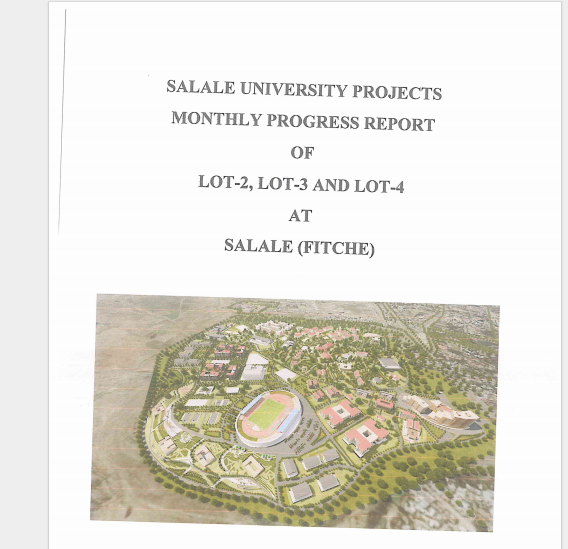 SALALE UNIVERSITY PROJECTS
MONTHLY PROGRESS REPORT
OF
LOT-2, LOT-3 AND LOT-4
AT
SALALE (FITCHE)